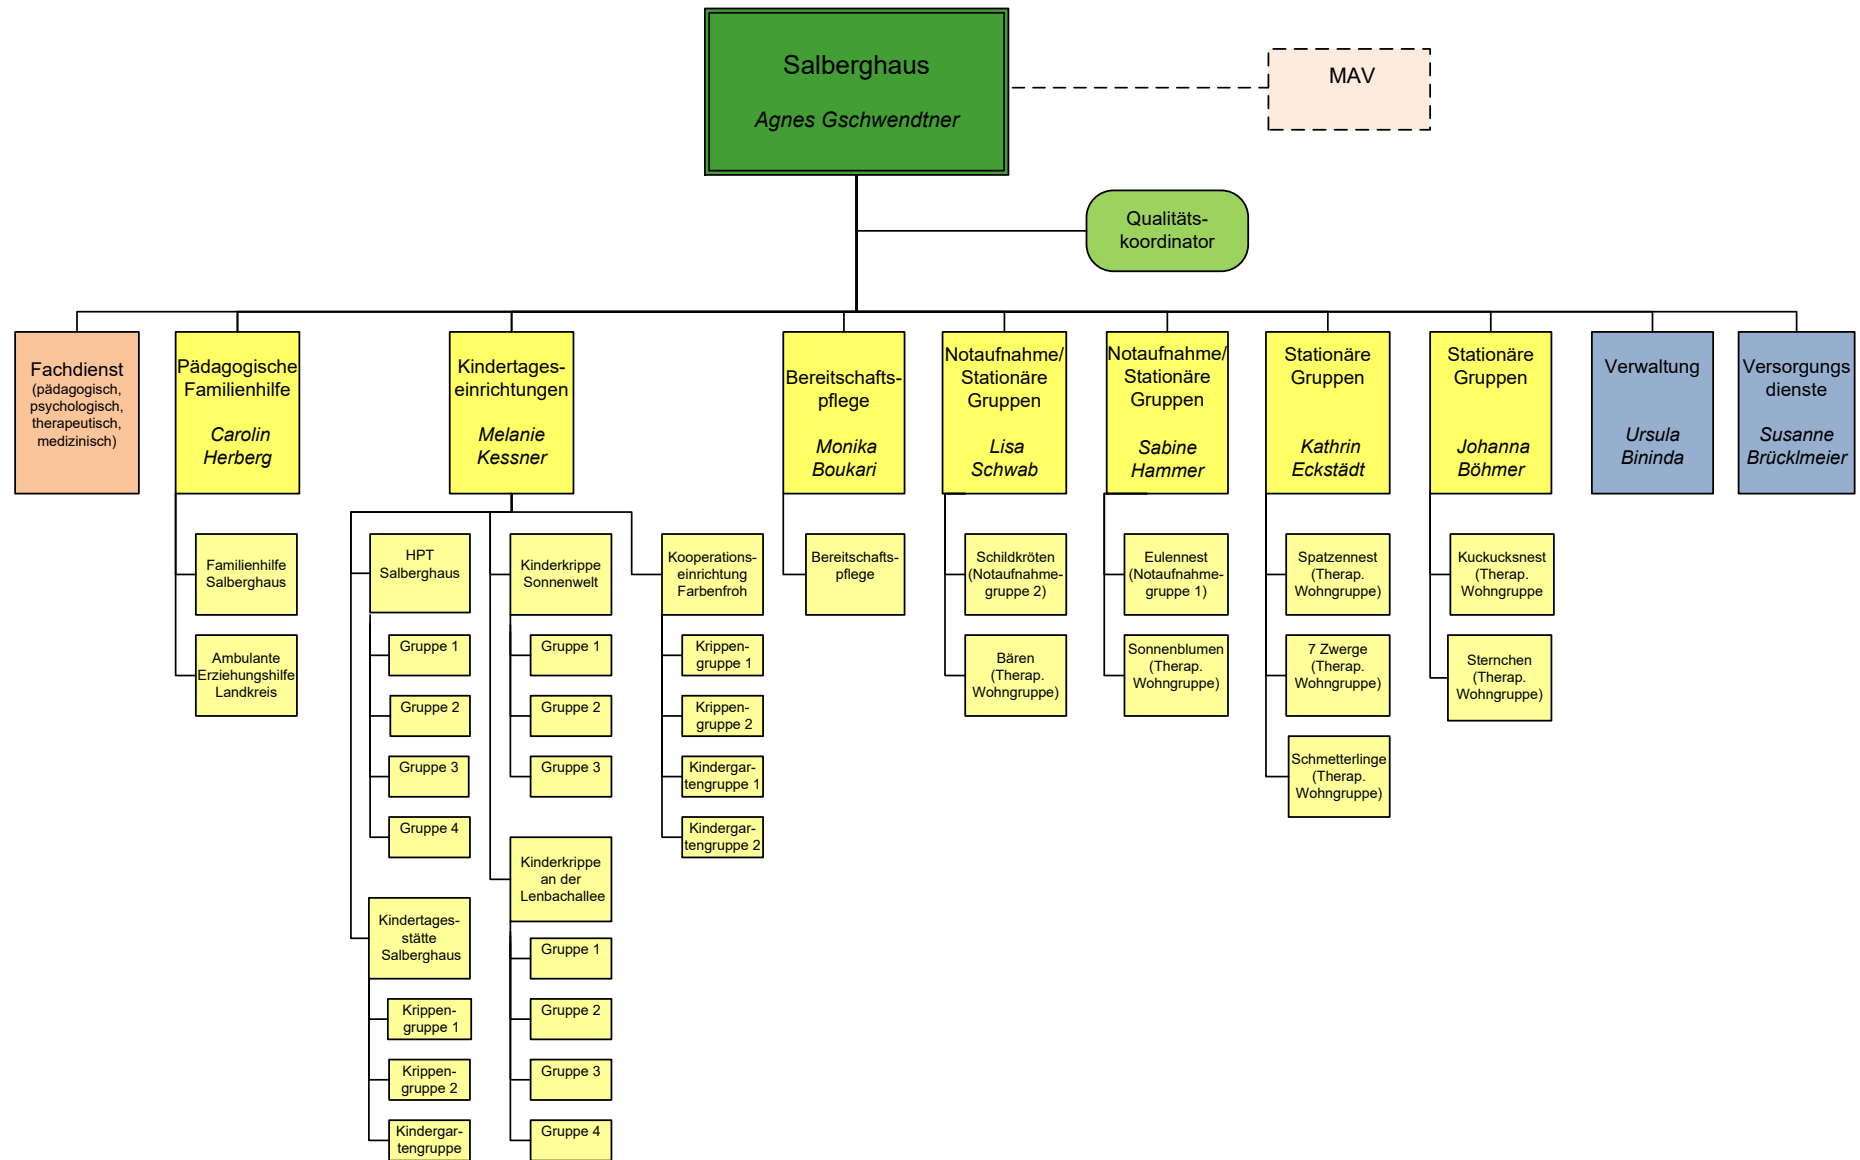 Salberghaus
Agnes Gschwendtner
MAV
Qualitäts-
koordinator
Fachdienst
(pädagogisch,
psychologisch,
therapeutisch,
medizinisch)
Pädagogische
Familienhilfe
Carolin
Herberg
Kindertages-
einrichtungen
Melanie
Kessner
Bereitschafts-
pflege
Monika
Boukari
Notaufnahme/
Stationäre
Gruppen
Lisa
Schwab
Notaufnahme/
Stationäre
Gruppen
Sabine
Hammer
Stationäre
Gruppen
Kathrin
Eckstädt
Stationäre
Gruppen
Johanna
Böhmer
Verwaltung
Ursula
Bininda
Versorgungs
dienste
Susanne
Brücklmeier
Familienhilfe
Salberghaus
Ambulante
Erziehungshilfe
Landkreis
HPT
Salberghaus
Gruppe 1
Gruppe 2
Gruppe 3
Gruppe 4
Kindertages-
stätte
Salberghaus
Krippen-
gruppe 1
Krippen-
gruppe 2
Kindergar-
tengruppe
Kinderkrippe
Sonnenwelt
Gruppe 1
Gruppe 2
Gruppe 3
Kinderkrippe
an der
Lenbachallee
Gruppe 1
Gruppe 2
Gruppe 3
Gruppe 4
Kooperations-
einrichtung
Farbenfroh
Krippen-
gruppe 1
Krippen-
gruppe 2
Kindergar-
tengruppe 1
Kindergar-
tengruppe 2
Bereitschafts-
pflege
Schildkröten
(Notaufnahme-
gruppe 2)
Bären
(Therap.
Wohngruppe)
Eulennest
(Notaufnahme-
gruppe 1)
Sonnenblumen
(Therap.
Wohngruppe)
Spatzennest
(Therap.
Wohngruppe)
7 Zwerge
(Therap.
Wohngruppe)
Schmetterlinge
(Therap.
Wohngruppe)
Kuckucksnest
(Therap.
Wohngruppe
Sternchen
(Therap.
Wohngruppe)